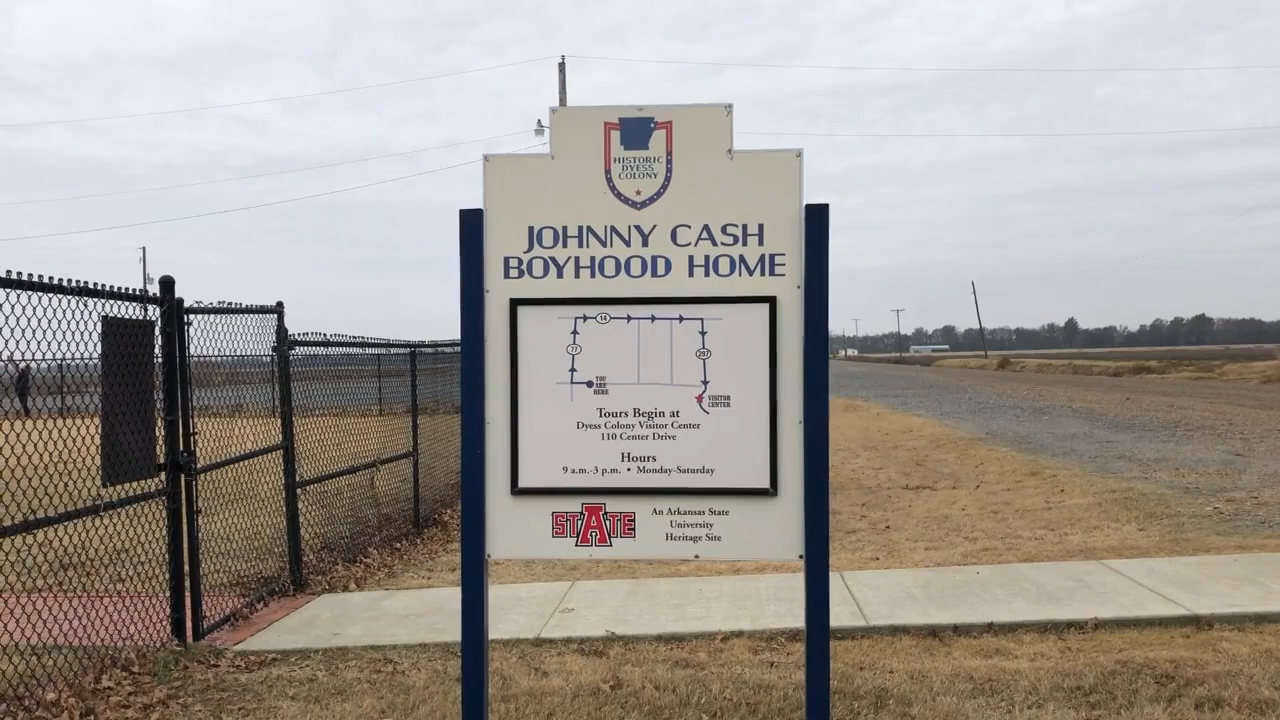 HISTORIC
DYESS
COLONY
JOHNNY CASH
BOYHOOD HOME
14
77
297
YOU
ARE
HERE
VISITOR
CENTER
Tours Begin at
Dyess Colony Visitor Center
110 Center Drive
Hours
9 a.m.-3 p.m. • Monday-Saturday
STATE
An Arkansas State
University
Heritage Site